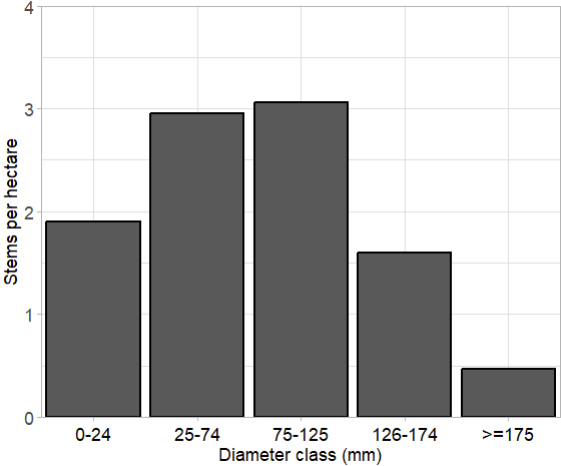 Stems per hectare
4
3
2
1
0
0-24 25-74 75-125 126-174 >=175
Diameter class (mm)